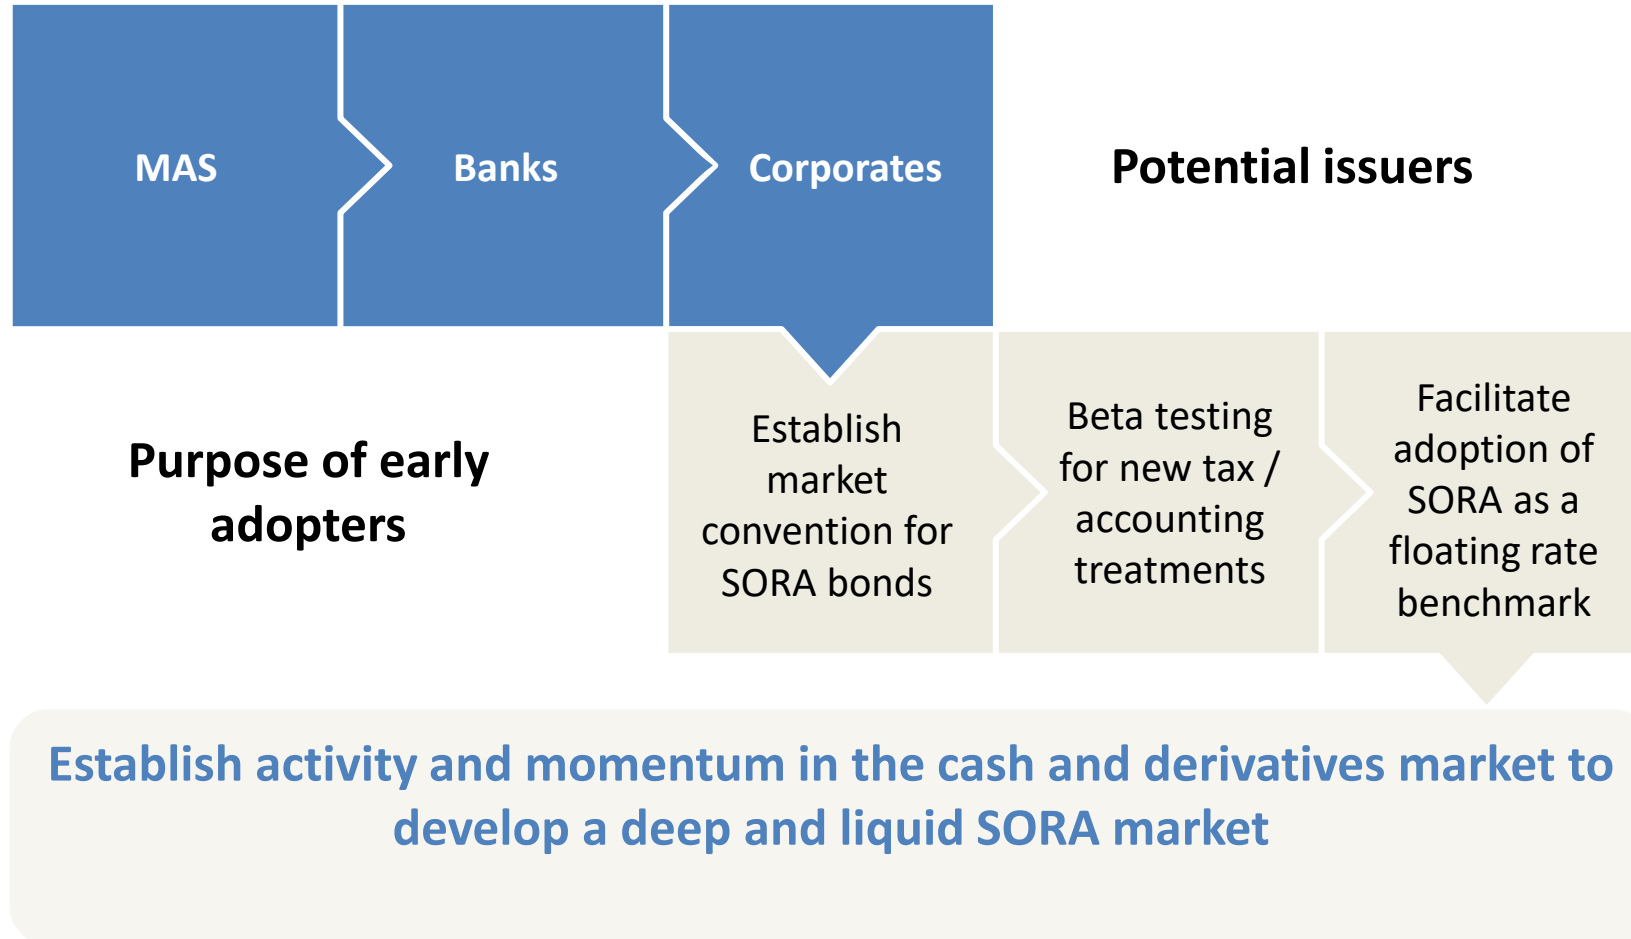 MAS
Banks
Corporates
Potential issuers
Purpose of early
adopters
Establish
market
convention for
SORA bonds
Beta testing
for new tax /
accounting
treatments
Facilitate
adoption of
SORA as a
floating rate
benchmark
Establish activity and momentum in the cash and derivatives market to
develop a deep and liquid SORA market